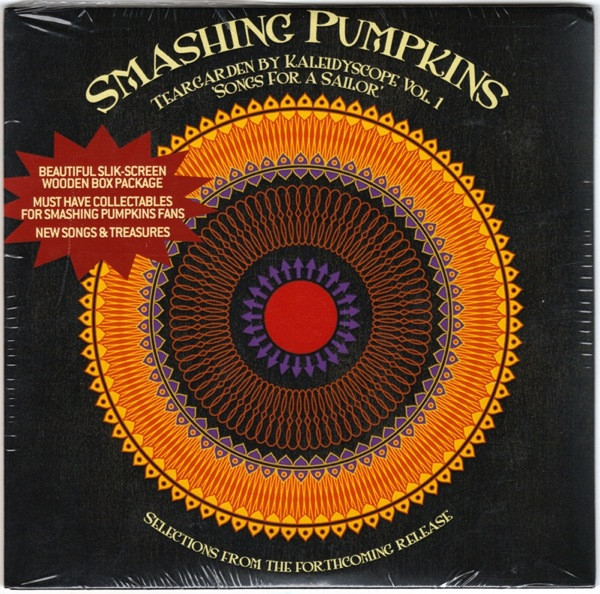 SMASHING PUMPKINS
TEARGARDEN BY KALEIDYSCOPE VOL. 1
'SONGS FOR A SAILOR'
BEAUTIFUL SLIK-SCREEN
WOODEN BOX PACKAGE
MUST HAVE COLLECTABLES
FOR SMASHING PUMPKINS FANS
NEW SONGS & TREASURES
SELECTIONS FROM THE FORTHCOMING RELEASE